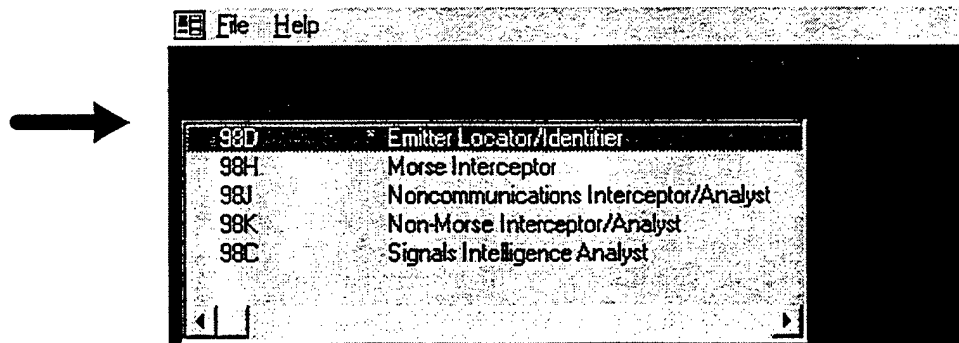 File Help
98D * Emitter Locator/Identifier
98H Morse Interceptor
98J Noncommunications Interceptor/Analyst
98K Non-Morse Interceptor/Analyst
98C Signals Intelligence Analyst